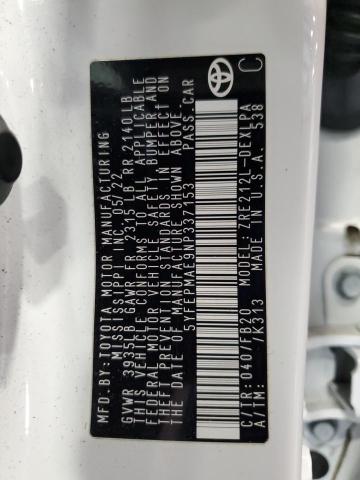 MFD. BY: TOYOTA MOTOR MANUFACTURING
MISSISSIPPI INC. 05/22
GVWR 3935LB GAWR FR 2315 LB RR 2140LB
THIS VEHICLE CONFORMS TO ALL APPLICABLE
FEDERAL MOTOR VEHICLE SAFETY, BUMPER AND
THEFT PREVENTION STANDARDS IN EFFECT ON
THE DATE OF MANUFACTURE SHOWN ABOVE.
5YFEPMAE9NP337153 PASS.CAR
C/TR: 040/FB20 MODEL: ZRE212L-DEXLPA
A/TM: /K313 MADE IN U.S.A. 538
C